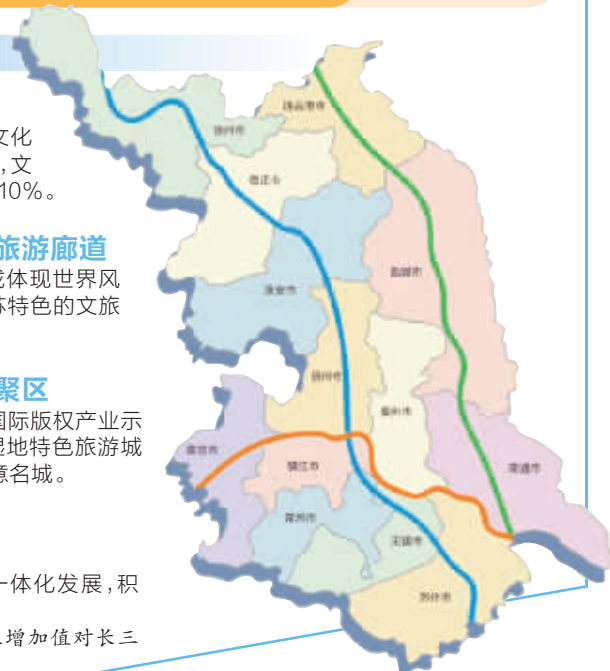 文化
,文
10%。
旅游廊道
成体现世界风
苏特色的文旅
聚区
国际版权产业示
湿地特色旅游城
意名城。
一体化发展,积
增加值对长三
连云港市
徐州市
宿迁市
盐城市
淮安市
扬州市
泰州市
南京市
镇江市
南通市
常州市
无锡市
苏州市